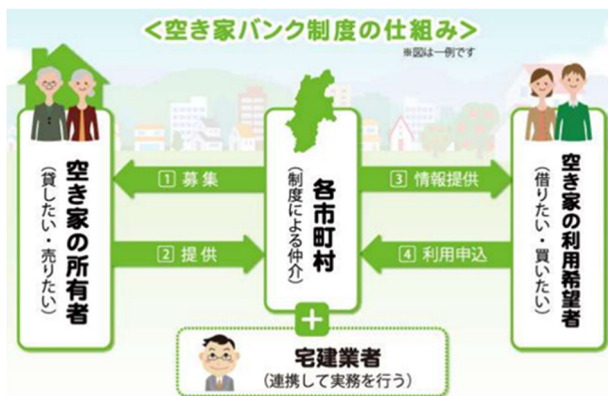 <空き家バンク制度の仕組み>
※図は一例です
空き家の所有者
(貸したい・売りたい)
1 募集
2 提供
各市町村
(制度による仲介)
3 情報提供
4 利用申込
空き家の利用希望者
(借りたい・買いたい)
+
宅建業者
(連携して実務を行う)